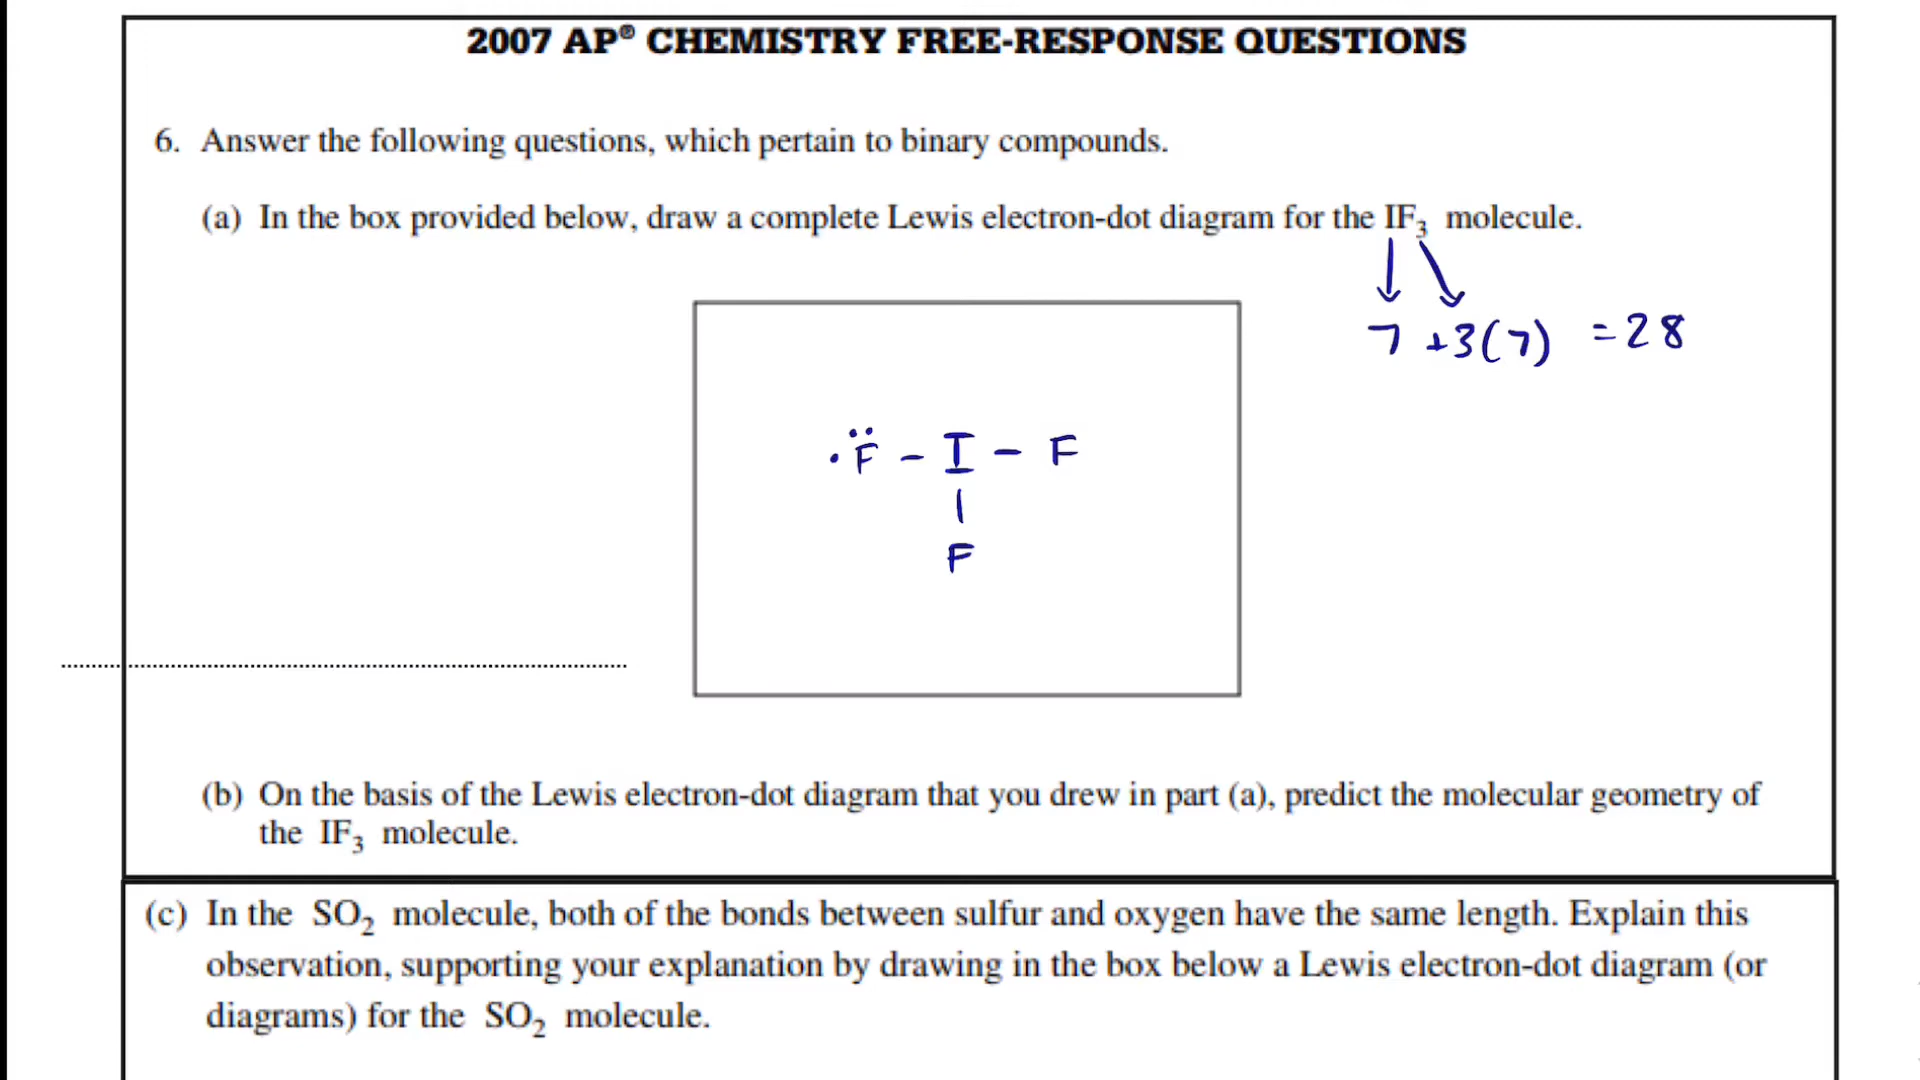 2007 AP® CHEMISTRY FREE-RESPONSE QUESTIONS
6. Answer the following questions, which pertain to binary compounds.
(a) In the box provided below, draw a complete Lewis electron-dot diagram for the IF₃ molecule.
7 + 3(7) = 28
F - I - F
|
F
(b) On the basis of the Lewis electron-dot diagram that you drew in part (a), predict the molecular geometry of
the IF₃ molecule.
(c) In the SO₂ molecule, both of the bonds between sulfur and oxygen have the same length. Explain this
observation, supporting your explanation by drawing in the box below a Lewis electron-dot diagram (or
diagrams) for the SO₂ molecule.